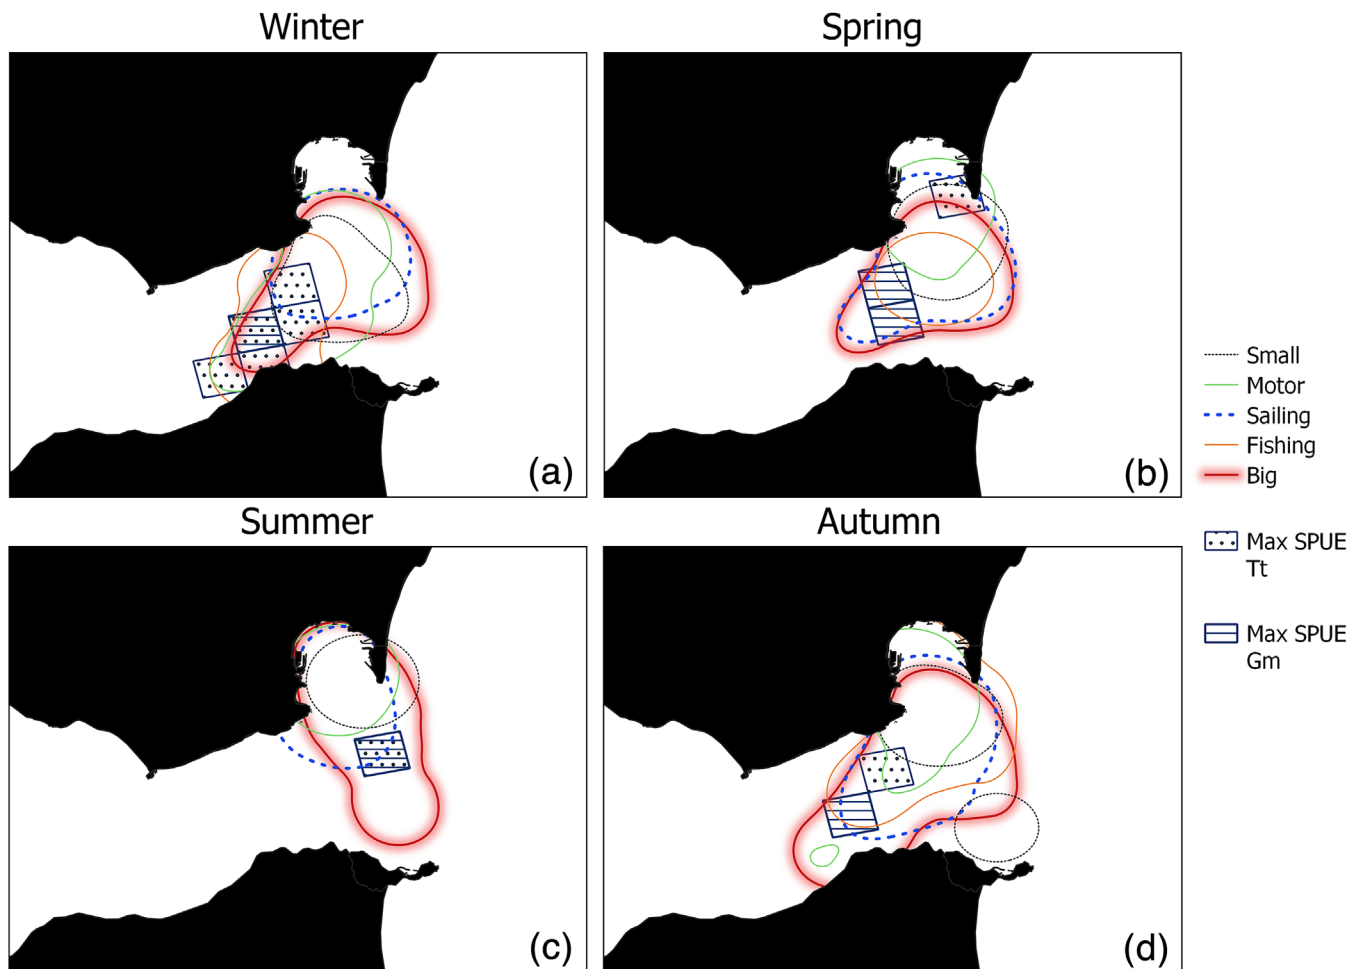 Winter
Spring
(a)
(b)
Small
Motor
Sailing
Fishing
Big
Summer
Autumn
Max SPUE
Tt
Max SPUE
Gm
(c)
(d)